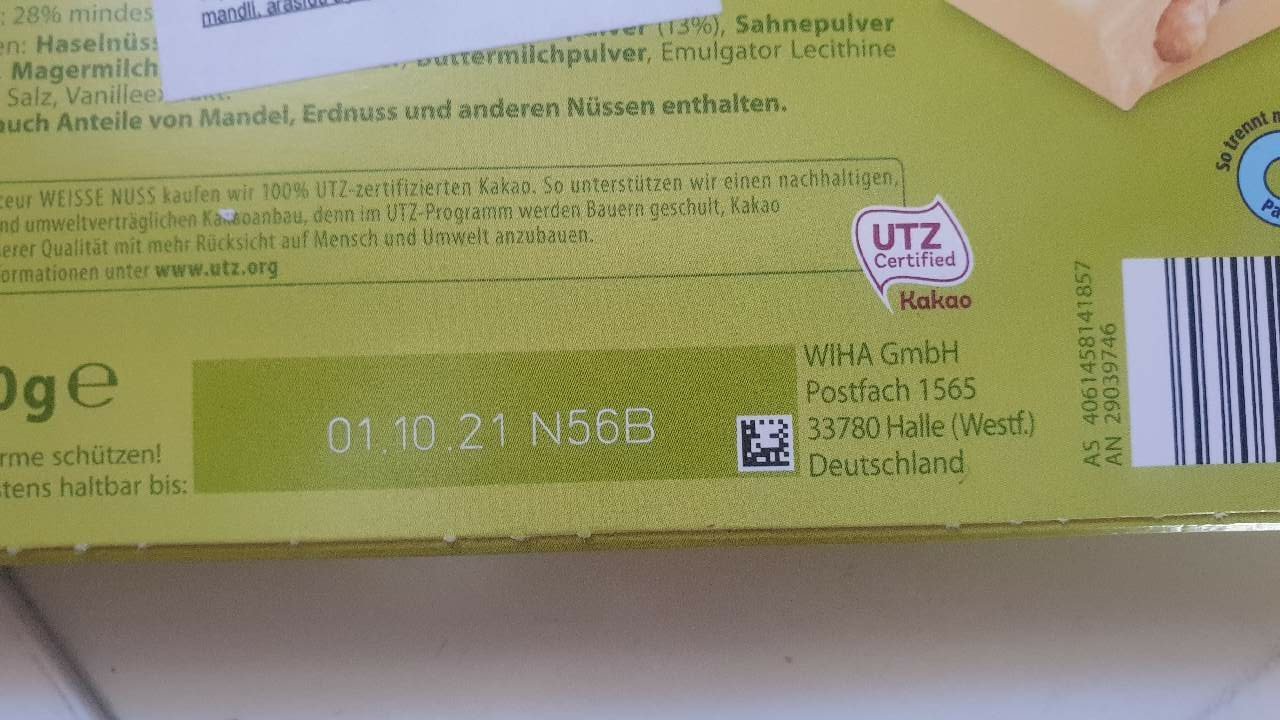 : 28% mindes
mandlí, arašídů
en: Haselnüss
(13%), Sahnepulver
Magermilch
Buttermilchpulver, Emulgator Lecithine
Salz, Vanilleex
auch Anteile von Mandel, Erdnuss und anderen Nüssen enthalten.
ceur WEISSE NUSS kaufen wir 100% UTZ-zertifizierten Kakao. So unterstützen wir einen nachhaltigen,
nd umweltverträglichen Kakaoanbau, denn im UTZ-Programm werden Bauern geschult, Kakao
erer Qualität mit mehr Rücksicht auf Mensch und Umwelt anzubauen.
formationen unter www.utz.org
UTZ
Certified
Kakao
So trennt m
Pa
0g e
rme schützen!
stens haltbar bis:
01.10.21 N56B
WIHA GmbH
Postfach 1565
33780 Halle (Westf.)
Deutschland
AS 4061458141857
AN 29039746